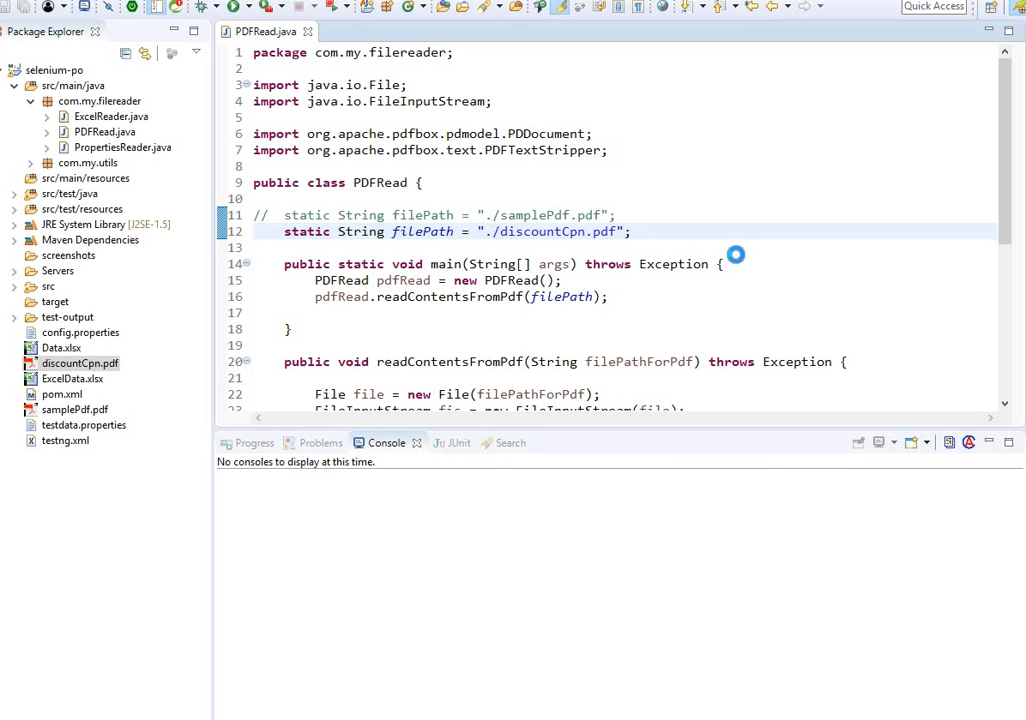 Quick Access
Package Explorer
PDFRead.java
selenium-po
src/main/java
com.my.filereader
ExcelReader.java
PDFRead.java
PropertiesReader.java
com.my.utils
src/main/resources
src/test/java
src/test/resources
JRE System Library [J2SE-1.5]
Maven Dependencies
screenshots
Servers
src
target
test-output
config.properties
Data.xlsx
discountCpn.pdf
ExcelData.xlsx
pom.xml
samplePdf.pdf
testdata.properties
testng.xml
1 package com.my.filereader;
2
3 import java.io.File;
4 import java.io.FileInputStream;
5
6 import org.apache.pdfbox.pdmodel.PDDocument;
7 import org.apache.pdfbox.text.PDFTextStripper;
8
9 public class PDFRead {
10
11 // static String filePath = "./samplePdf.pdf";
12 static String filePath = "./discountCpn.pdf";
13
14 public static void main(String[] args) throws Exception {
15 PDFRead pdfRead = new PDFRead();
16 pdfRead.readContentsFromPdf(filePath);
17
18 }
19
20 public void readContentsFromPdf(String filePathForPdf) throws Exception {
21
22 File file = new File(filePathForPdf);
23 FileInputStream fis = new FileInputStream(file);
Progress Problems Console JUnit Search
No consoles to display at this time.